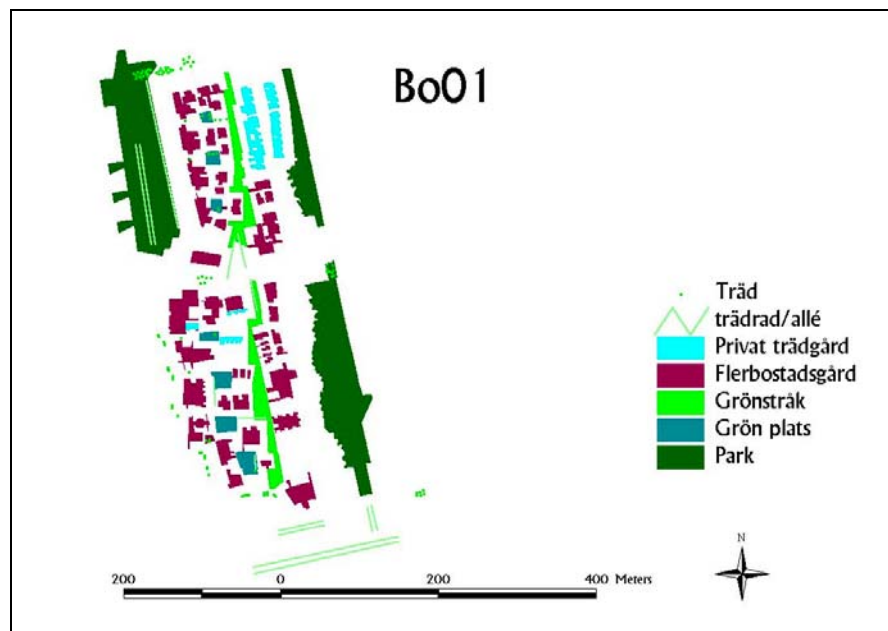 Bo01
Träd
trädrad/allé
Privat trädgård
Flerbostadsgård
Grönstråk
Grön plats
Park
N
200 0 200 400 Meters